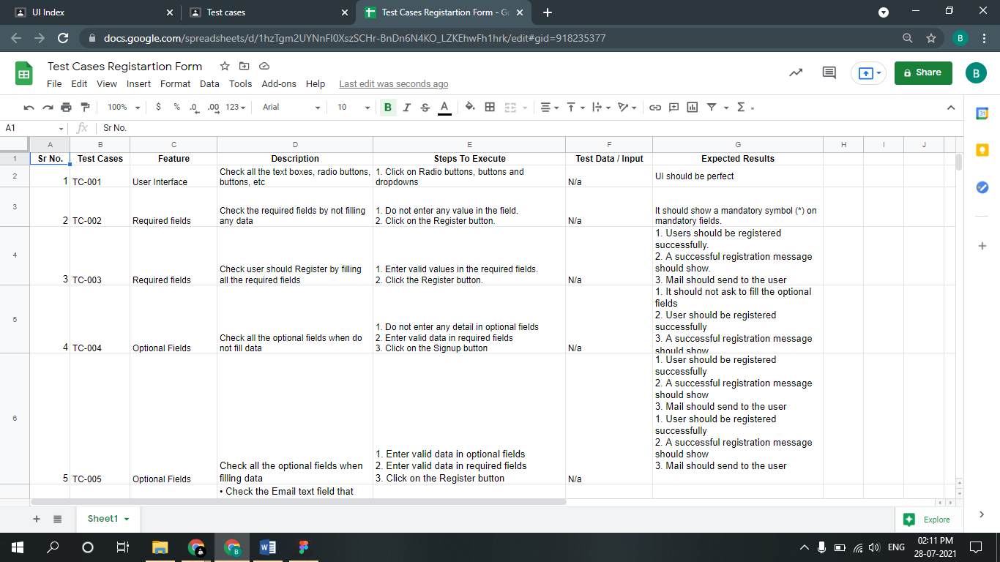 UI Index
Test cases
Test Cases Registartion Form - Go
docs.google.com/spreadsheets/d/1hzTgm2UYNnFI0XszSCHr-BnDn6N4KO_LZKEhwFh1hrk/edit#gid=918235377
B
Test Cases Registartion Form
File Edit View Insert Format Data Tools Add-ons Help Last edit was seconds ago
Share
B
100% $ % .0 .00 123 Arial 10 B I S A Σ
31
A1 fx Sr No.
A B C D E F G H I J
1 Sr No. Test Cases Feature Description Steps To Execute Test Data / Input Expected Results
2
Check all the text boxes, radio buttons,
buttons, etc
1. Click on Radio buttons, buttons and
dropdowns
UI should be perfect
1 TC-001 User Interface N/a
3
Check the required fields by not filling
any data
1. Do not enter any value in the field.
2. Click on the Register button.
It should show a mandatory symbol (*) on
mandatory fields.
2 TC-002 Required fields N/a
4
Check user should Register by filling
all the required fields
1. Enter valid values in the required fields.
2. Click the Register button.
1. Users should be registered
successfully.
2. A successful registration message
should show.
3. Mail should send to the user
3 TC-003 Required fields N/a
5
Check all the optional fields when do
not fill data
1. Do not enter any detail in optional fields
2. Enter valid data in required fields
3. Click on the Signup button
1. It should not ask to fill the optional
fields
2. User should be registered
successfully
3. A successful registration message
should show
4 TC-004 Optional Fields N/a
6
Check all the optional fields when
filling data
1. Enter valid data in optional fields
2. Enter valid data in required fields
3. Click on the Register button
1. User should be registered
successfully
2. A successful registration message
should show
3. Mail should send to the user
1. User should be registered
successfully
2. A successful registration message
should show
3. Mail should send to the user
5 TC-005 Optional Fields N/a
• Check the Email text field that
Sheet1
Explore
B
ENG
02:11 PM
28-07-2021